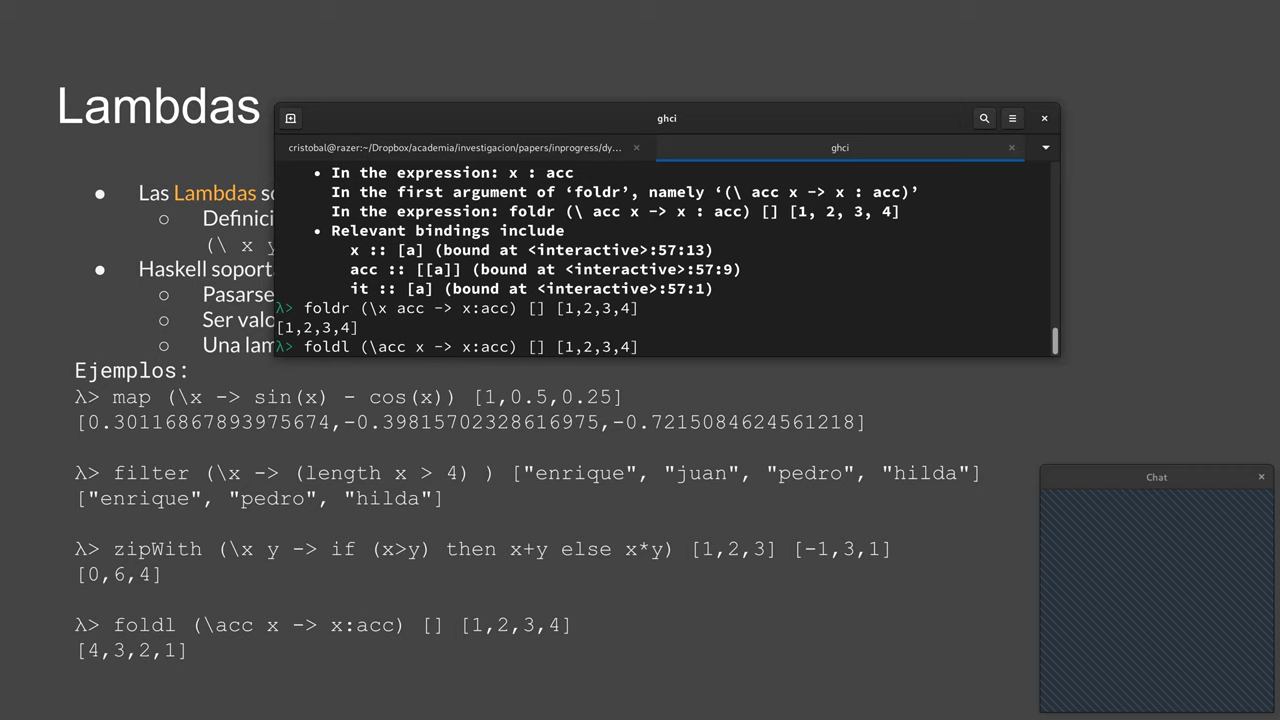 Lambdas
ghci
cristobal@razer:~/Dropbox/academia/investigacion/papers/inprogress/dy...
ghci
• In the expression: x : acc
In the first argument of ‘foldr’, namely ‘(\ acc x -> x : acc)’
In the expression: foldr (\ acc x -> x : acc) [] [1, 2, 3, 4]
• Relevant bindings include
x :: [a] (bound at <interactive>:57:13)
acc :: [[a]] (bound at <interactive>:57:9)
it :: [a] (bound at <interactive>:57:1)
λ> foldr (\x acc -> x:acc) [] [1,2,3,4]
[1,2,3,4]
λ> foldl (\acc x -> x:acc) [] [1,2,3,4]
● Las Lambdas
○ Definici
(\ x y
● Haskell soport
○ Pasarse
○ Ser valo
○ Una lam
Ejemplos:
λ> map (\x -> sin(x) - cos(x)) [1,0.5,0.25]
[0.30116867893975674,-0.39815702328616975,-0.7215084624561218]
λ> filter (\x -> (length x > 4) ) ["enrique", "juan", "pedro", "hilda"]
["enrique", "pedro", "hilda"]
λ> zipWith (\x y -> if (x>y) then x+y else x*y) [1,2,3] [-1,3,1]
[0,6,4]
λ> foldl (\acc x -> x:acc) [] [1,2,3,4]
[4,3,2,1]
Chat